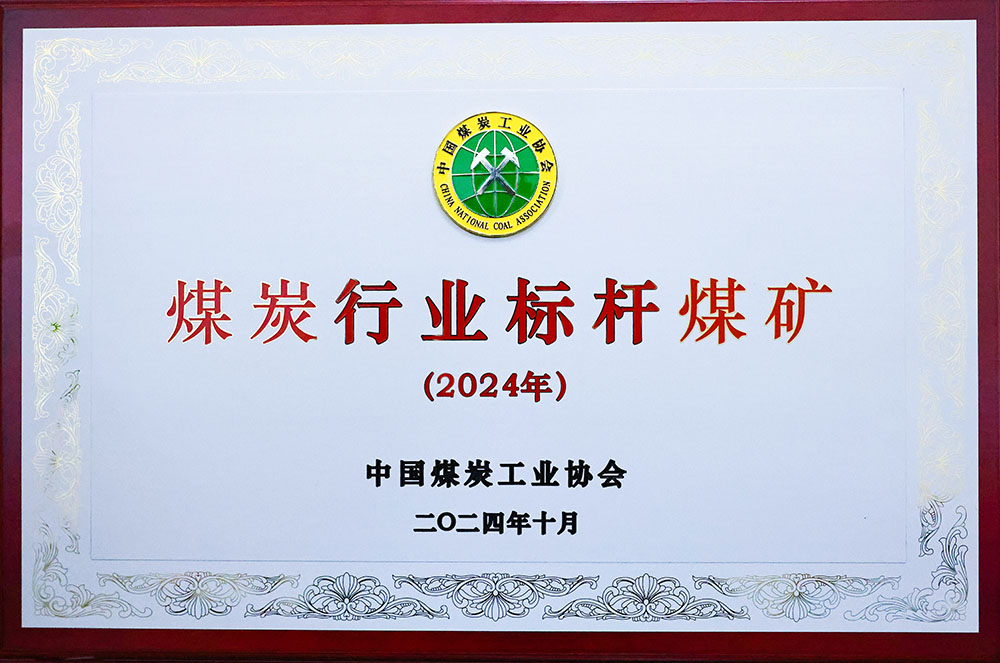 中国煤炭工业协会
CHINA NATIONAL COAL ASSOCIATION
煤炭行业标杆煤矿
(2024年)
中国煤炭工业协会
二〇二四年十月